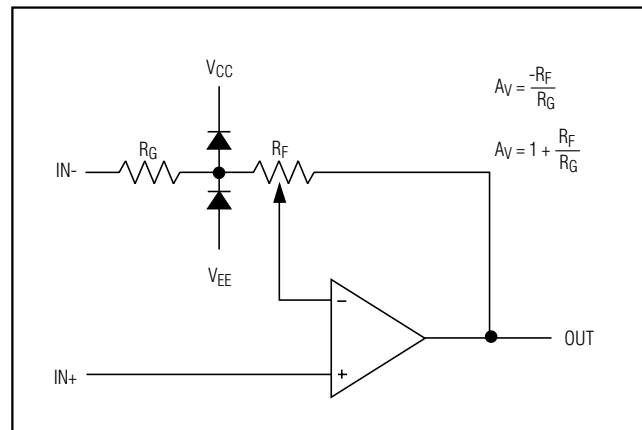 VCC
AV = -RF / RG
RG
RF
AV = 1 + RF / RG
IN-
VEE
−
OUT
IN+
+